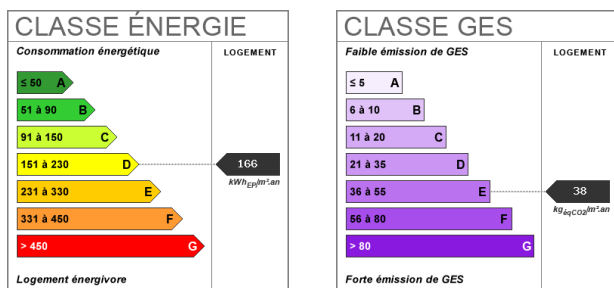 CLASSE ÉNERGIE
Consommation énergétique
LOGEMENT
≤ 50 A
51 à 90 B
91 à 150 C
151 à 230 D
166
kWhEP/m².an
231 à 330 E
331 à 450 F
> 450 G
Logement énergivore
CLASSE GES
Faible émission de GES
LOGEMENT
≤ 5 A
6 à 10 B
11 à 20 C
21 à 35 D
36 à 55 E
38
kgéqCO2/m².an
56 à 80 F
> 80 G
Forte émission de GES